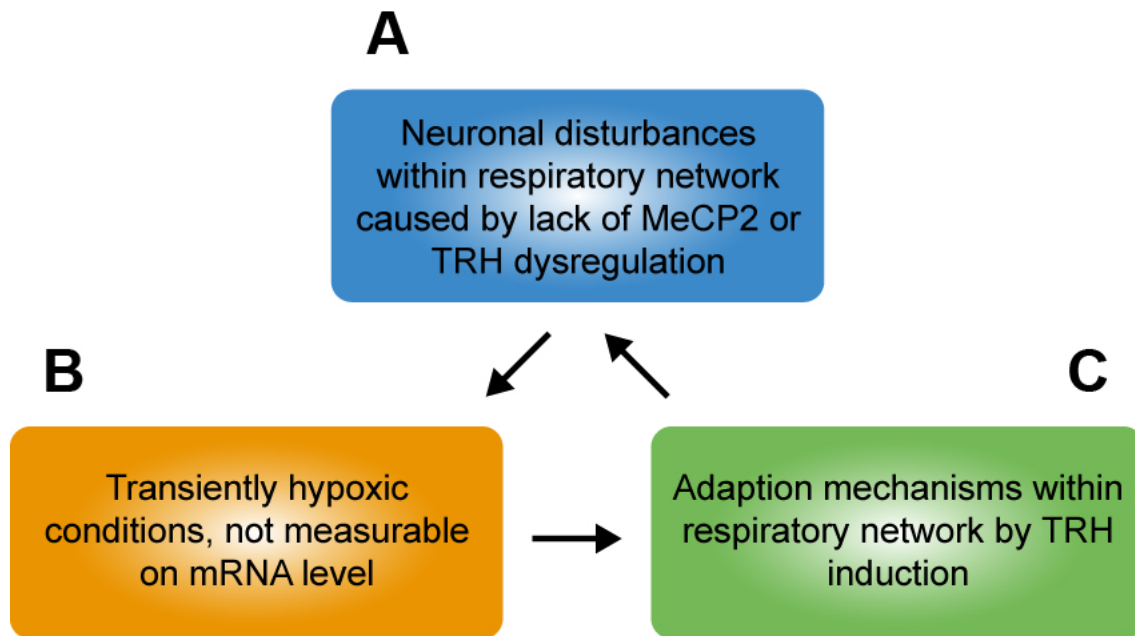 A
Neuronal disturbances
within respiratory network
caused by lack of MeCP2 or
TRH dysregulation
B
Transiently hypoxic
conditions, not measurable
on mRNA level
C
Adaption mechanisms within
respiratory network by TRH
induction